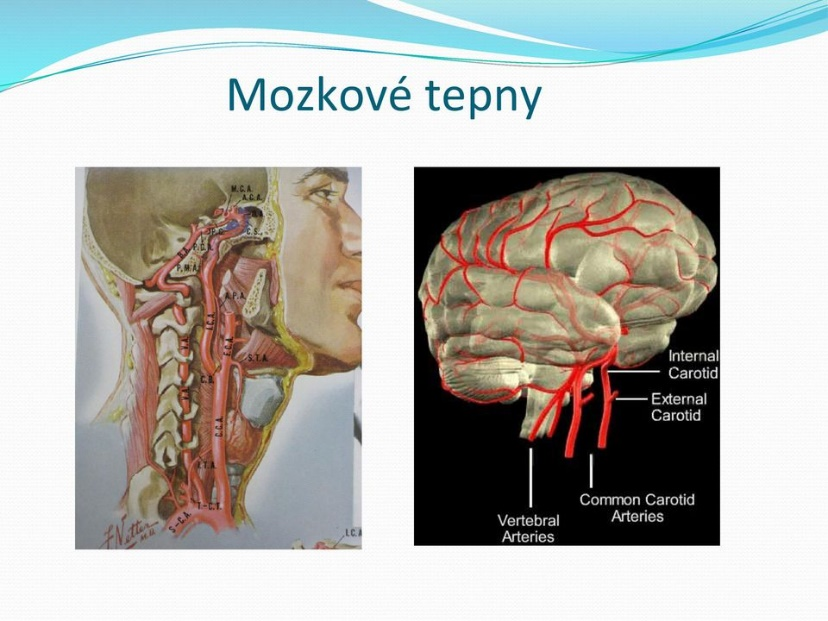 Mozkové tepny
M.C.A.
A.C.A.
C.S.
P.C.A.
P.M.A.
A.P.A.
I.C.A.
E.C.A.
V.A.
S.T.A.
C.B.
V.A.
C.C.A.
I.T.A.
T.-C.T.
S.-C.A.
F. Netter
M.D.
I.C.A
Internal
Carotid
External
Carotid
Common Carotid
Arteries
Vertebral
Arteries